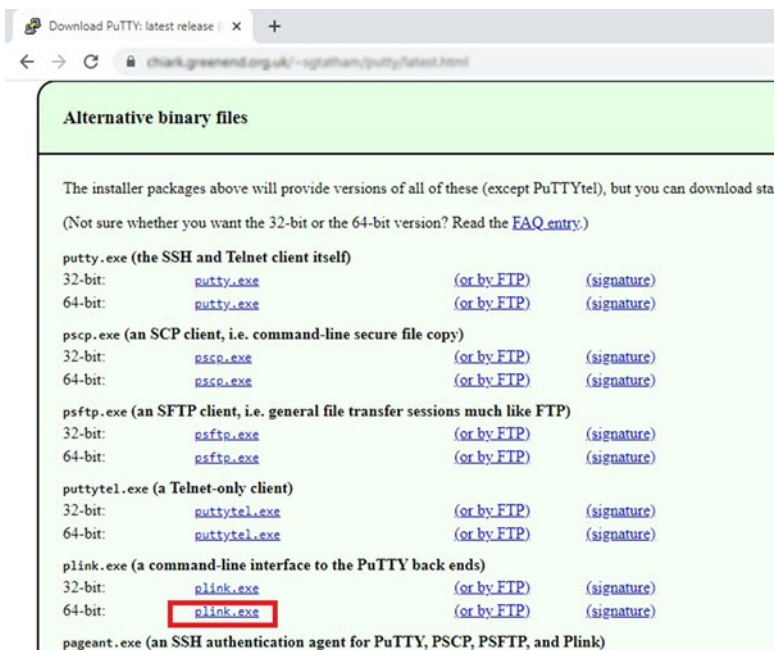 Download PuTTY: latest release (
chiark.greenend.org.uk/~sgtatham/putty/latest.html
Alternative binary files
The installer packages above will provide versions of all of these (except PuTTYtel), but you can download sta
(Not sure whether you want the 32-bit or the 64-bit version? Read the FAQ entry.)
putty.exe (the SSH and Telnet client itself)
32-bit: putty.exe (or by FTP) (signature)
64-bit: putty.exe (or by FTP) (signature)
pscp.exe (an SCP client, i.e. command-line secure file copy)
32-bit: pscp.exe (or by FTP) (signature)
64-bit: pscp.exe (or by FTP) (signature)
psftp.exe (an SFTP client, i.e. general file transfer sessions much like FTP)
32-bit: psftp.exe (or by FTP) (signature)
64-bit: psftp.exe (or by FTP) (signature)
puttytel.exe (a Telnet-only client)
32-bit: puttytel.exe (or by FTP) (signature)
64-bit: puttytel.exe (or by FTP) (signature)
plink.exe (a command-line interface to the PuTTY back ends)
32-bit: plink.exe (or by FTP) (signature)
64-bit: plink.exe (or by FTP) (signature)
pageant.exe (an SSH authentication agent for PuTTY, PSCP, PSFTP, and Plink)